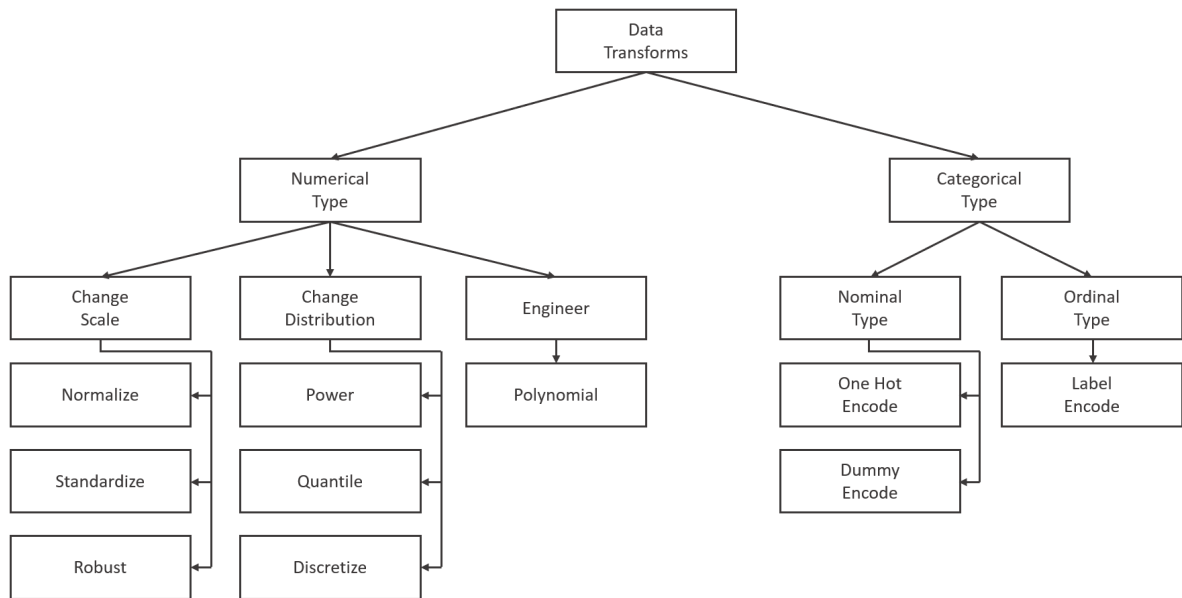 Data
Transforms
Numerical
Type
Categorical
Type
Change
Scale
Change
Distribution
Engineer
Nominal
Type
Ordinal
Type
Normalize
Power
Polynomial
One Hot
Encode
Label
Encode
Standardize
Quantile
Dummy
Encode
Robust
Discretize